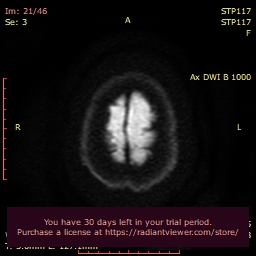 Im: 21/46
Se: 3
A
STP117
STP117
F
Ax DWI B 1000
R
L
You have 30 days left in your trial period.
Purchase a license at https://radiantviewer.com/store/